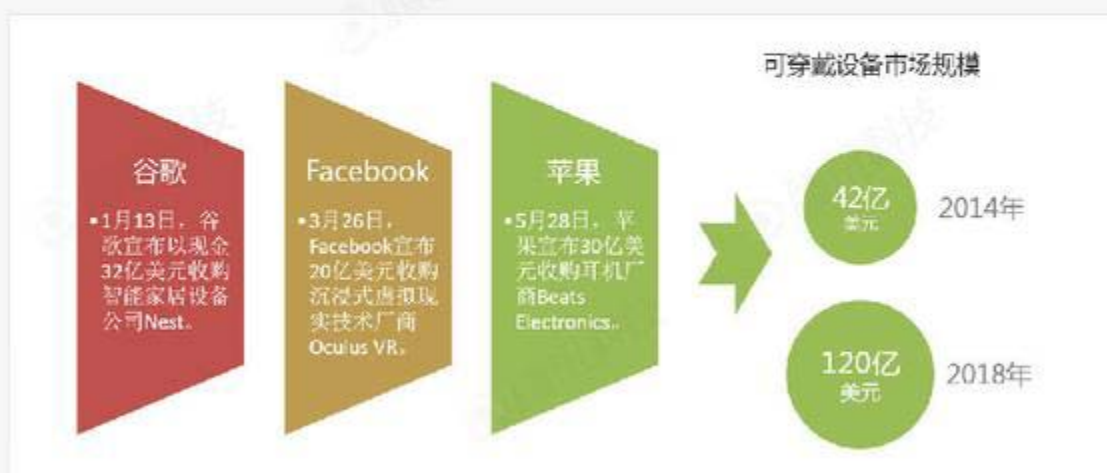 可穿戴设备市场规模
谷歌
•1月13日，谷
歌宣布以现金
32亿美元收购
智能家居设备
公司Nest。
Facebook
•3月26日，
Facebook宣布
20亿美元收购
沉浸式虚拟现
实技术厂商
Oculus VR。
苹果
•5月28日，苹
果宣布30亿美
元收购耳机厂
商Beats
Electronics。
42亿
美元
2014年
120亿
美元
2018年